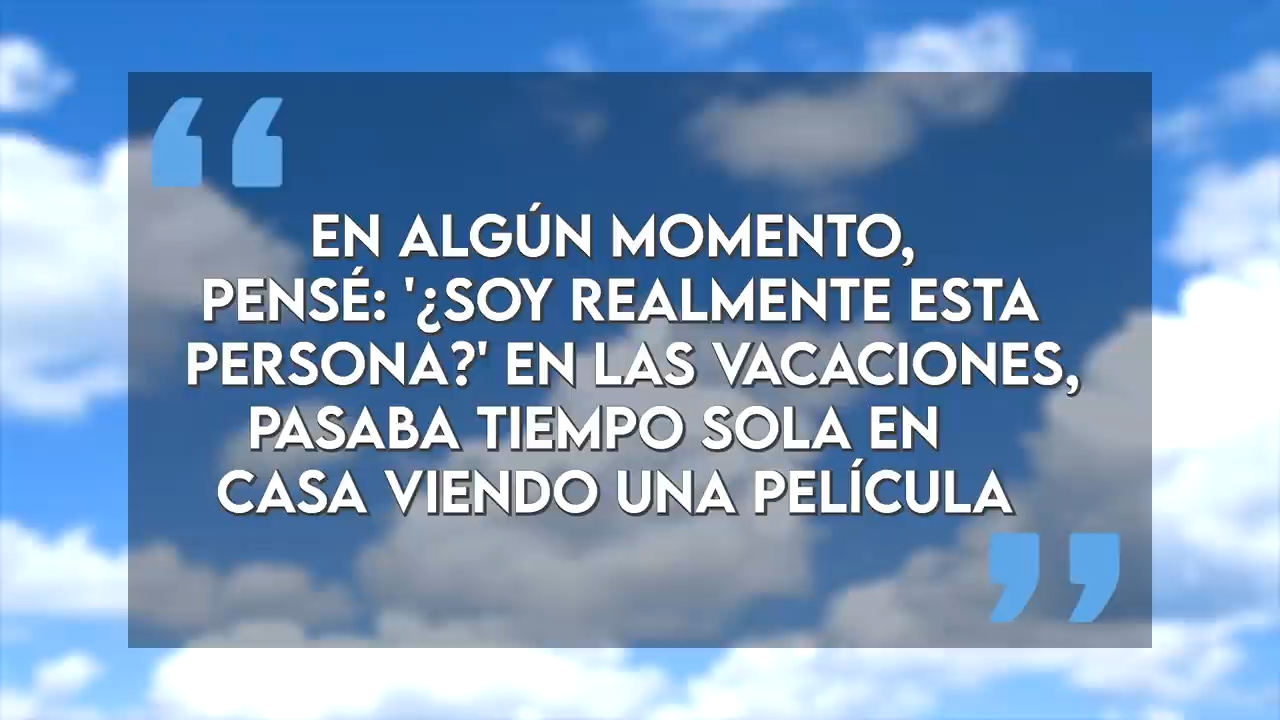 EN ALGÚN MOMENTO,
PENSÉ: '¿SOY REALMENTE ESTA
PERSONA?' EN LAS VACACIONES,
PASABA TIEMPO SOLA EN
CASA VIENDO UNA PELÍCULA